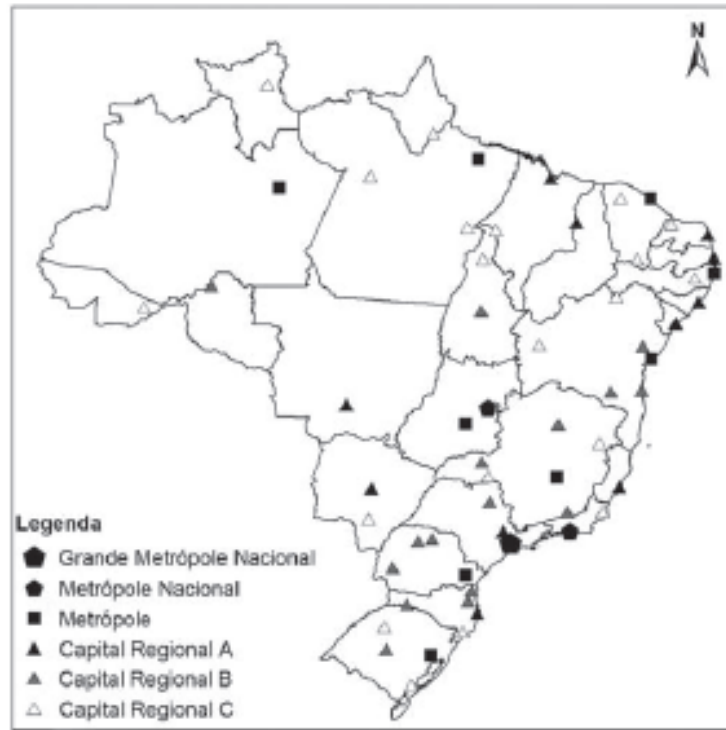 N
Legenda
Grande Metrópole Nacional
Metrópole Nacional
Metrópole
Capital Regional A
Capital Regional B
Capital Regional C